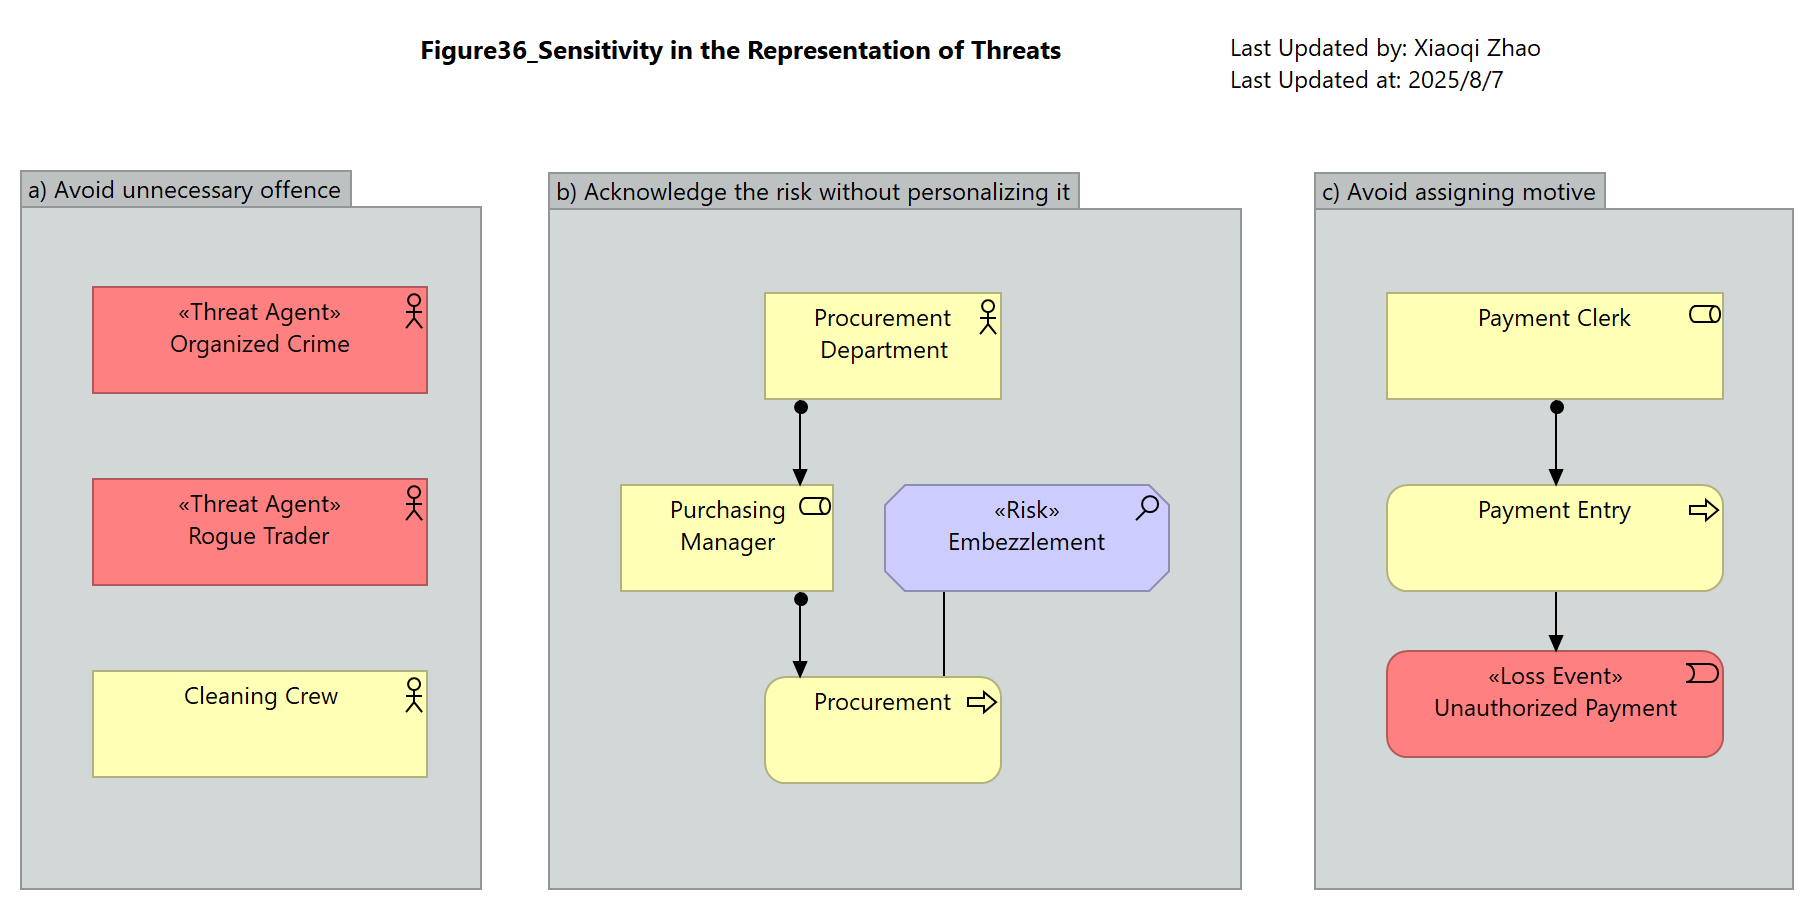 Figure36_Sensitivity in the Representation of Threats
Last Updated by: Xiaoqi Zhao
Last Updated at: 2025/8/7
a) Avoid unnecessary offence
«Threat Agent»
Organized Crime
«Threat Agent»
Rogue Trader
Cleaning Crew
b) Acknowledge the risk without personalizing it
Procurement
Department
Purchasing
Manager
«Risk»
Embezzlement
Procurement
c) Avoid assigning motive
Payment Clerk
Payment Entry
«Loss Event»
Unauthorized Payment